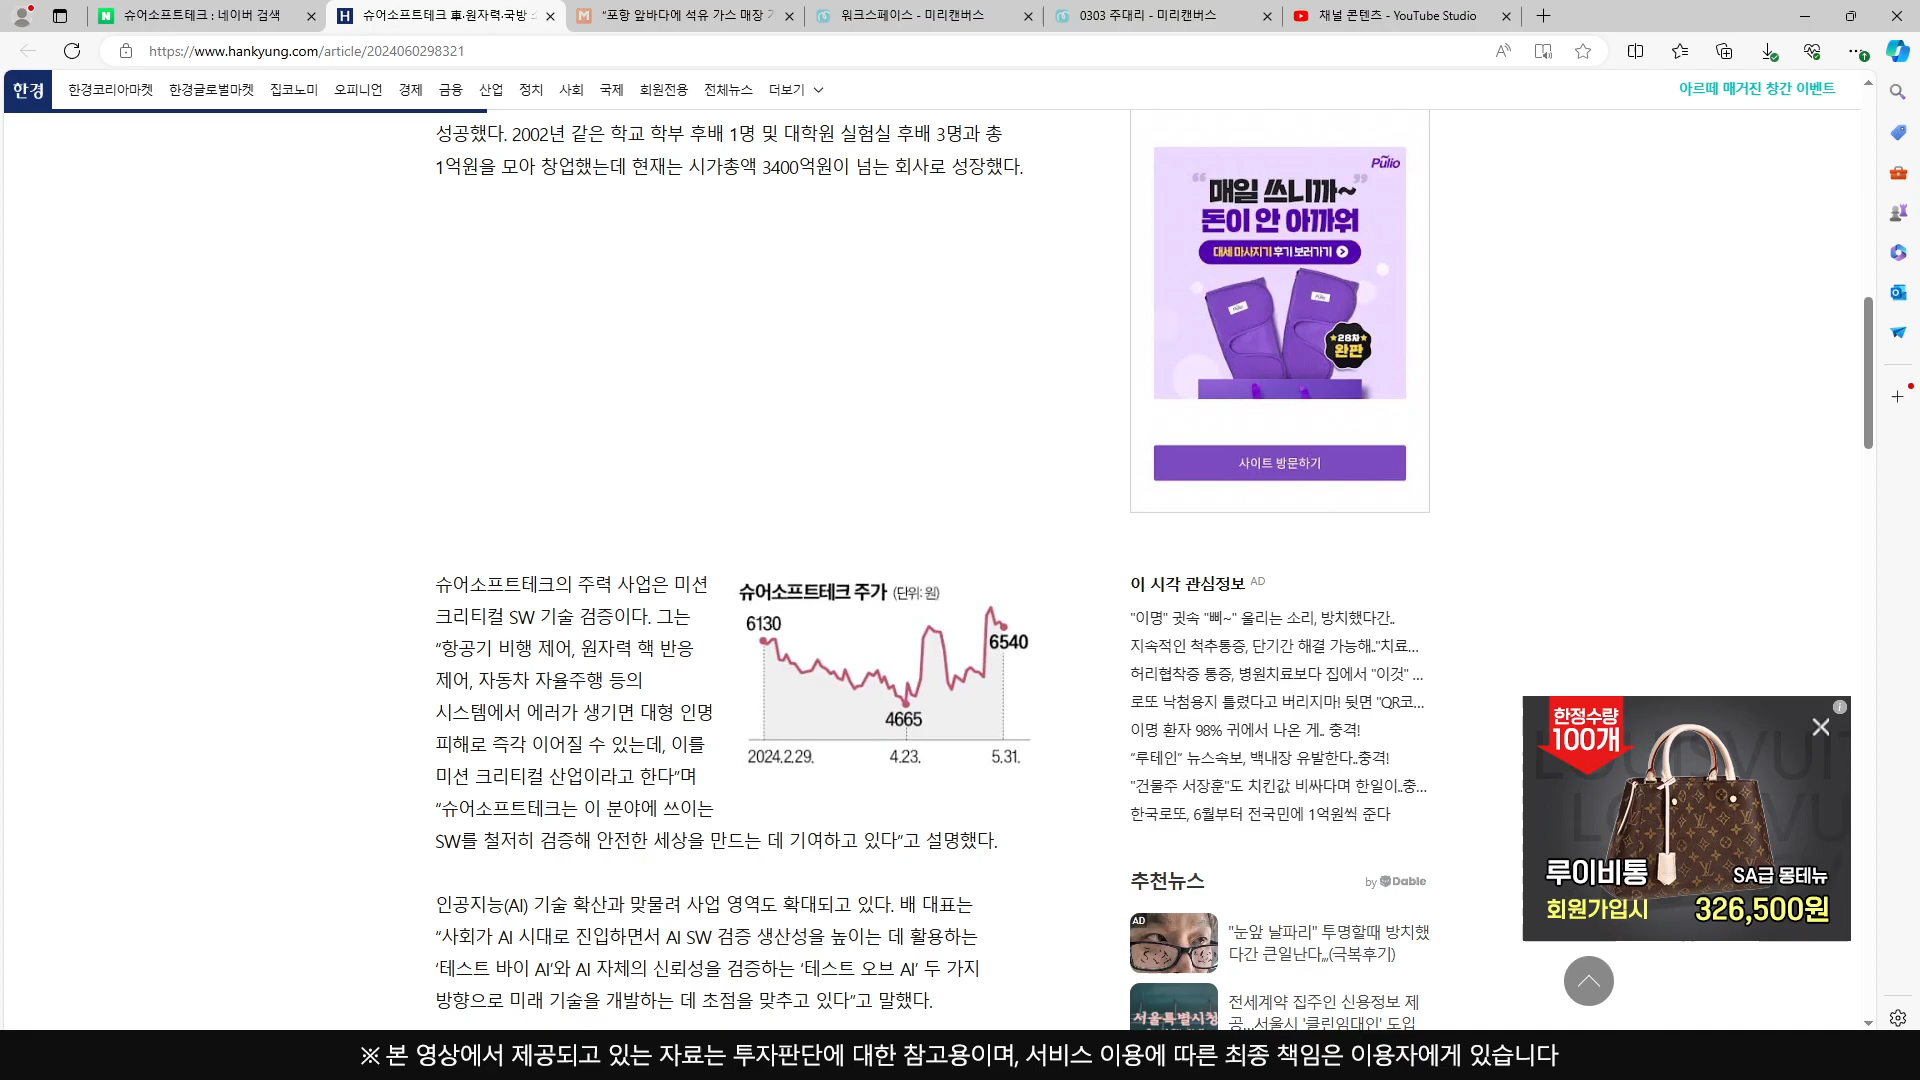 슈어소프트테크 : 네이버 검색
슈어소프트테크 車·원자력·국방
"포항 앞바다에 석유 가스 매장
워크스페이스 - 미리캔버스
0303 주대리 - 미리캔버스
채널 콘텐츠 - YouTube Studio
https://www.hankyung.com/article/2024060298321
한경
한경코리아마켓 한경글로벌마켓 집코노미 오피니언 경제 금융 산업 정치 사회 국제 회원전용 전체뉴스 더보기
아르떼 매거진 창간 이벤트
성공했다. 2002년 같은 학교 학부 후배 1명 및 대학원 실험실 후배 3명과 총
1억원을 모아 창업했는데 현재는 시가총액 3400억원이 넘는 회사로 성장했다.
Pulio
"매일 쓰니까~"
돈이 안 아까워
대세 마사지기 후기 보러가기
28차
완판
사이트 방문하기
슈어소프트테크의 주력 사업은 미션
크리티컬 SW 기술 검증이다. 그는
“항공기 비행 제어, 원자력 핵 반응
제어, 자동차 자율주행 등의
시스템에서 에러가 생기면 대형 인명
피해로 즉각 이어질 수 있는데, 이를
미션 크리티컬 산업이라고 한다”며
“슈어소프트테크는 이 분야에 쓰이는
SW를 철저히 검증해 안전한 세상을 만드는 데 기여하고 있다”고 설명했다.
슈어소프트테크 주가 (단위: 원)
6130
6540
4665
2024.2.29. 4.23. 5.31.
인공지능(AI) 기술 확산과 맞물려 사업 영역도 확대되고 있다. 배 대표는
“사회가 AI 시대로 진입하면서 AI SW 검증 생산성을 높이는 데 활용하는
‘테스트 바이 AI’와 AI 자체의 신뢰성을 검증하는 ‘테스트 오브 AI’ 두 가지
방향으로 미래 기술을 개발하는 데 초점을 맞추고 있다”고 말했다.
이 시각 관심정보 AD
"이명" 귓속 "삐~" 울리는 소리, 방치했다간..
지속적인 척추통증, 단기간 해결 가능해.."치료...
허리협착증 통증, 병원치료보다 집에서 "이것" ...
로또 낙첨용지 틀렸다고 버리지마! 뒷면 "QR코...
이명 환자 98% 귀에서 나온 게.. 충격!
“루테인” 뉴스속보, 백내장 유발한다..충격!
"건물주 서장훈"도 치킨값 비싸다며 한일이..충...
한국로또, 6월부터 전국민에 1억원씩 준다
추천뉴스
by Dable
AD
"눈앞 날파리" 투명할때 방치했
다간 큰일난다,,,(극복후기)
서울특별시청
전세계약 집주인 신용정보 제
공…서울시 '클린임대인' 도입
한정수량
100개
루이비통
SA급 몽테뉴
회원가입시
326,500원
※ 본 영상에서 제공되고 있는 자료는 투자판단에 대한 참고용이며, 서비스 이용에 따른 최종 책임은 이용자에게 있습니다